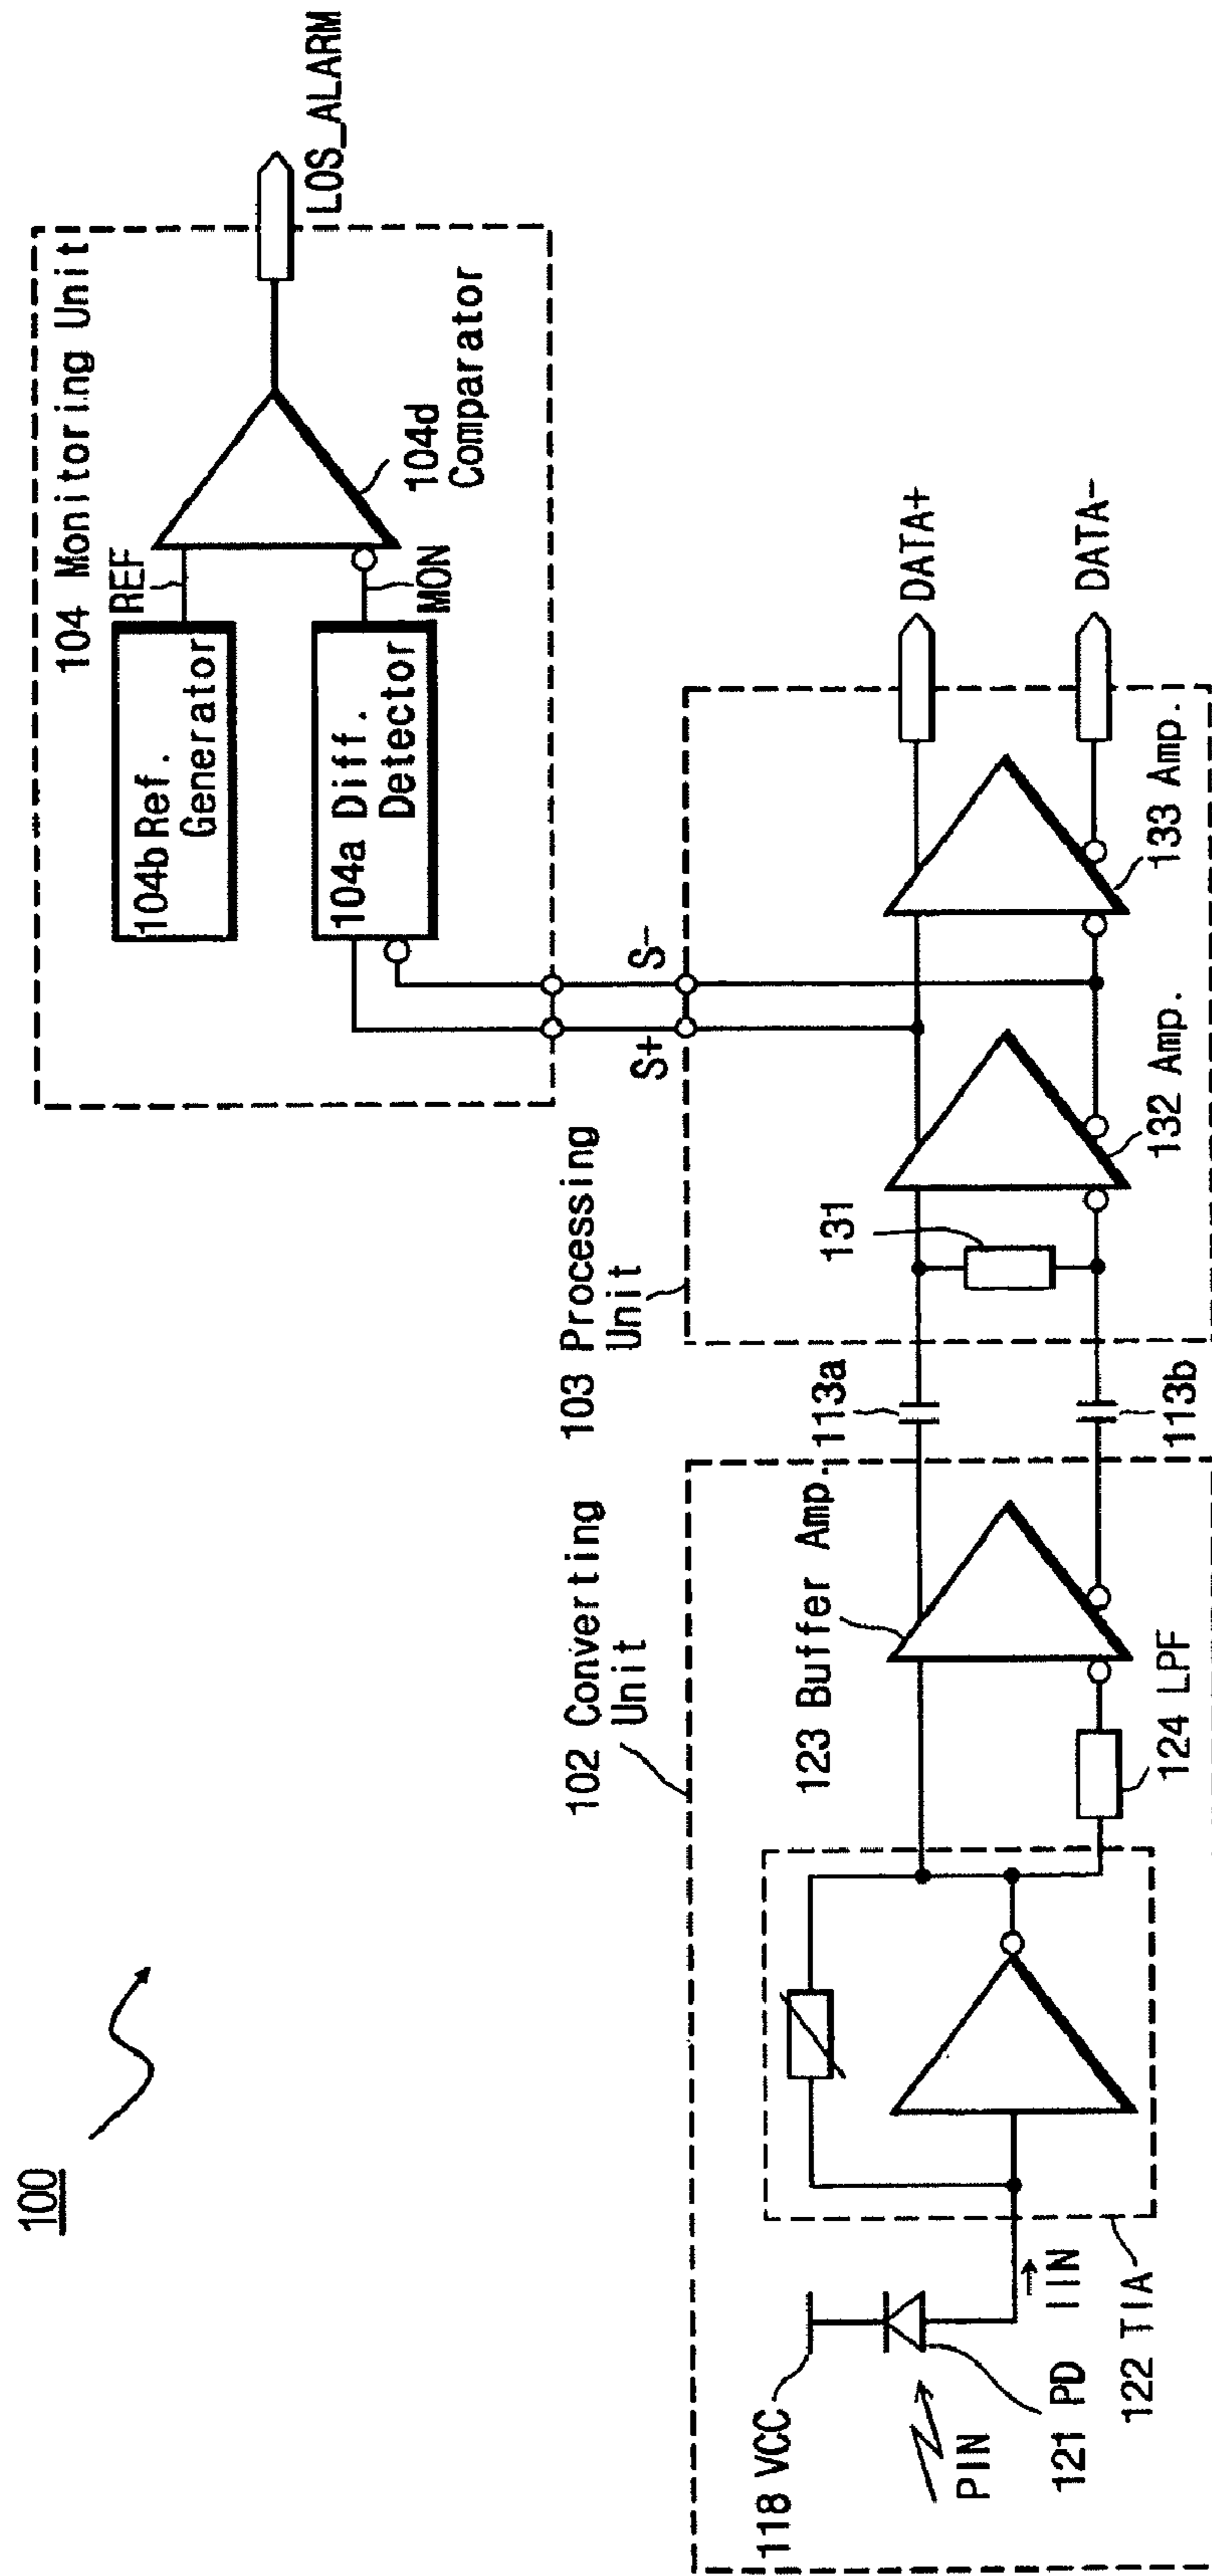 100
104 Monitoring Unit
104b Ref.
Generator
REF
104a Diff.
Detector
MON
104d
Comparator
LOS_ALARM
S+
S-
102 Converting
Unit
103 Processing
Unit
118 VCC
PIN
121 PD
IIN
122 TIA
123 Buffer Amp.
124 LPF
113a
113b
131
132 Amp.
133 Amp.
DATA+
DATA-